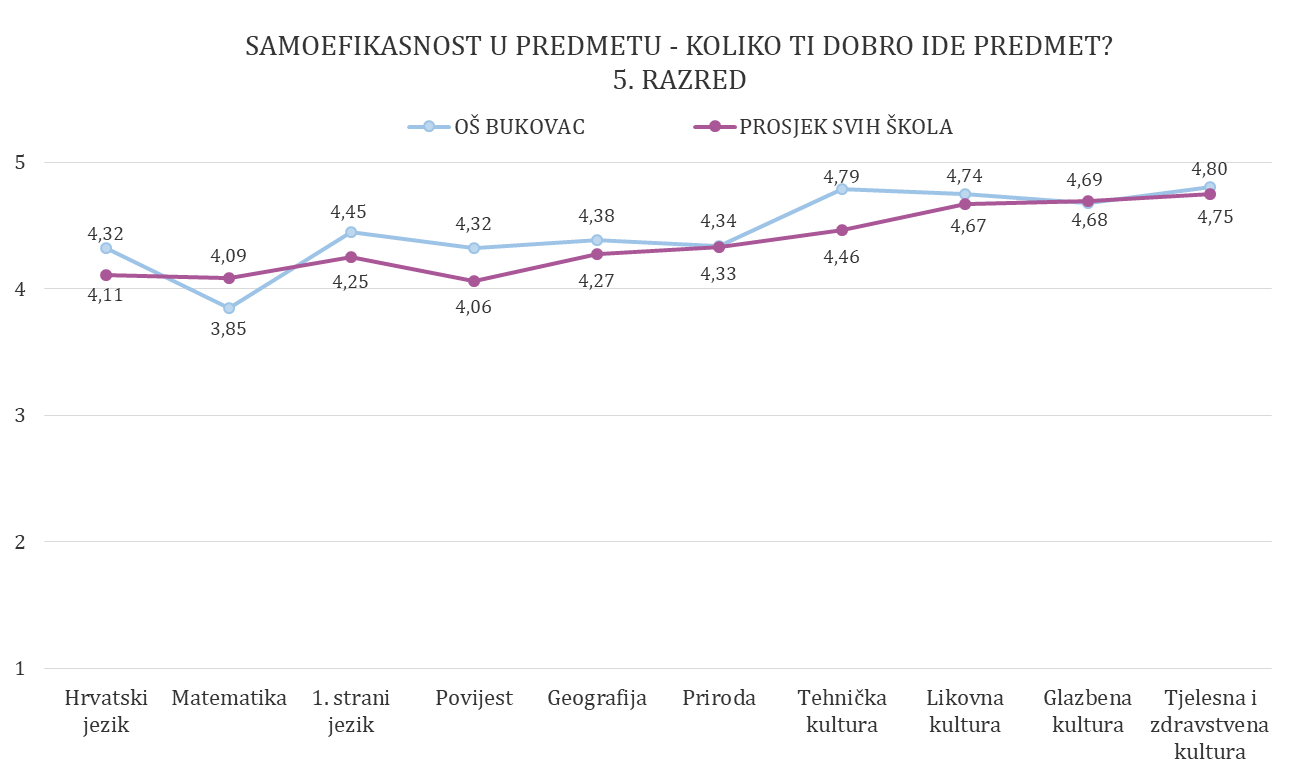 SAMOEFIKASNOST U PREDMETU - KOLIKO TI DOBRO IDE PREDMET?
5. RAZRED
OŠ BUKOVAC PROSJEK SVIH ŠKOLA
5
4
3
2
1
4,32 3,85 4,45 4,32 4,38 4,34 4,79 4,74 4,68 4,80
4,11 4,09 4,25 4,06 4,27 4,33 4,46 4,67 4,69 4,75
Hrvatski jezik
Matematika
1. strani jezik
Povijest
Geografija
Priroda
Tehnička kultura
Likovna kultura
Glazbena kultura
Tjelesna i zdravstvena kultura